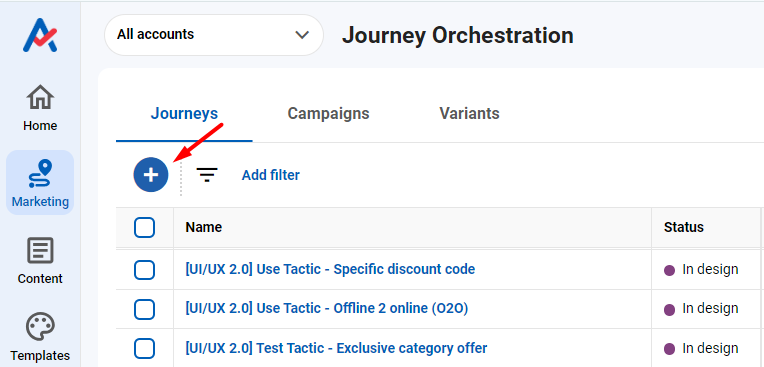 All accounts
Journey Orchestration
Journeys
Campaigns
Variants
Home
Add filter
Marketing
Name
Status
[UI/UX 2.0] Use Tactic - Specific discount code
In design
Content
[UI/UX 2.0] Use Tactic - Offline 2 online (O2O)
In design
[UI/UX 2.0] Test Tactic - Exclusive category offer
In design
Templates